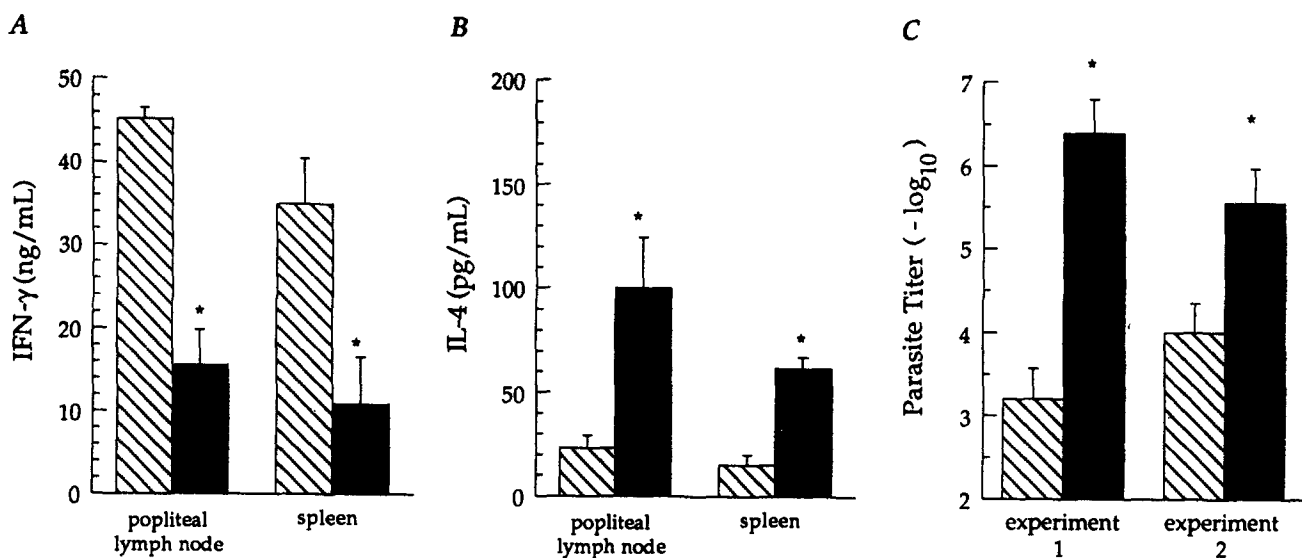 A
IFN-γ (ng/mL)
50
40
30
20
10
0
*
*
popliteal
lymph node
spleen
B
IL-4 (pg/mL)
200
150
100
50
0
*
*
popliteal
lymph node
spleen
C
Parasite Titer ( - log10)
7
6
5
4
3
2
*
*
experiment
1
experiment
2